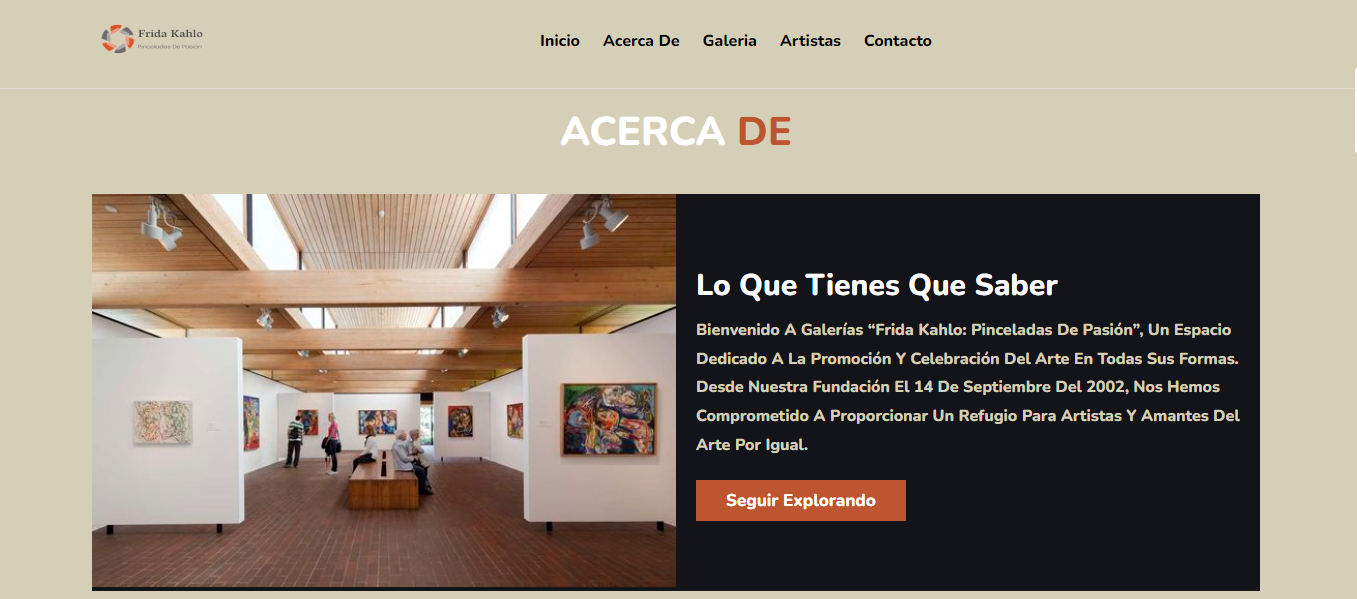 Frida Kahlo
Pinceladas De Pasión
Inicio Acerca De Galeria Artistas Contacto
ACERCA DE
Lo Que Tienes Que Saber
Bienvenido A Galerías “Frida Kahlo: Pinceladas De Pasión”, Un Espacio
Dedicado A La Promoción Y Celebración Del Arte En Todas Sus Formas.
Desde Nuestra Fundación El 14 De Septiembre Del 2002, Nos Hemos
Comprometido A Proporcionar Un Refugio Para Artistas Y Amantes Del
Arte Por Igual.
Seguir Explorando